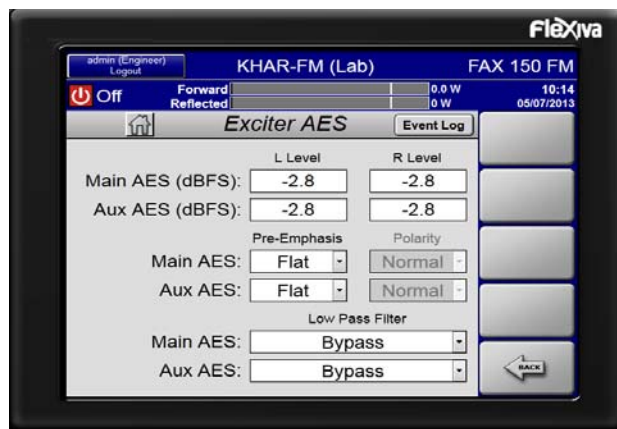 FleXiva
admin (Engineer)
Logout
KHAR-FM (Lab)
FAX 150 FM
Off
Forward
0.0 W
10:14
Reflected
0 W
05/07/2013
Exciter AES
Event Log
L Level
R Level
Main AES (dBFS):
-2.8
-2.8
Aux AES (dBFS):
-2.8
-2.8
Pre-Emphasis
Polarity
Main AES:
Flat
Normal
Aux AES:
Flat
Normal
Low Pass Filter
Main AES:
Bypass
Aux AES:
Bypass
BACK